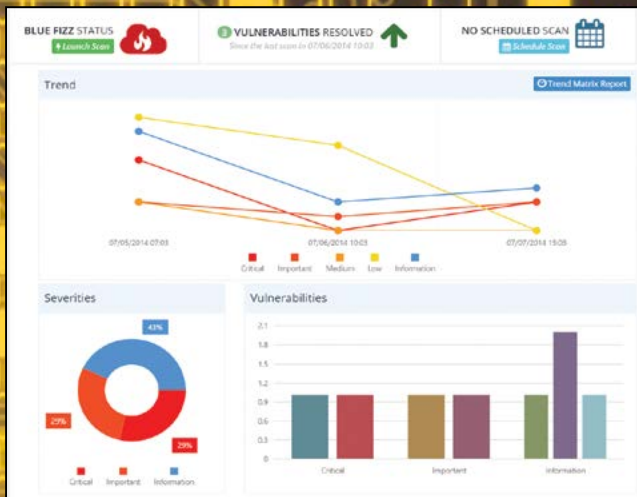 BLUE FIZZ STATUS
Launch Scan
3 VULNERABILITIES RESOLVED
Since the last scan in 07/06/2014 10:03
NO SCHEDULED SCAN
Schedule Scan
Trend
Trend Matrix Report
07/05/2014 07:03
07/06/2014 10:03
07/07/2014 15:03
Critical Important Medium Low Information
Severities
43%
29%
29%
Critical Important Information
Vulnerabilities
2.1
1.8
1.5
1.2
0.9
0.6
0.3
0
Critical Important Information